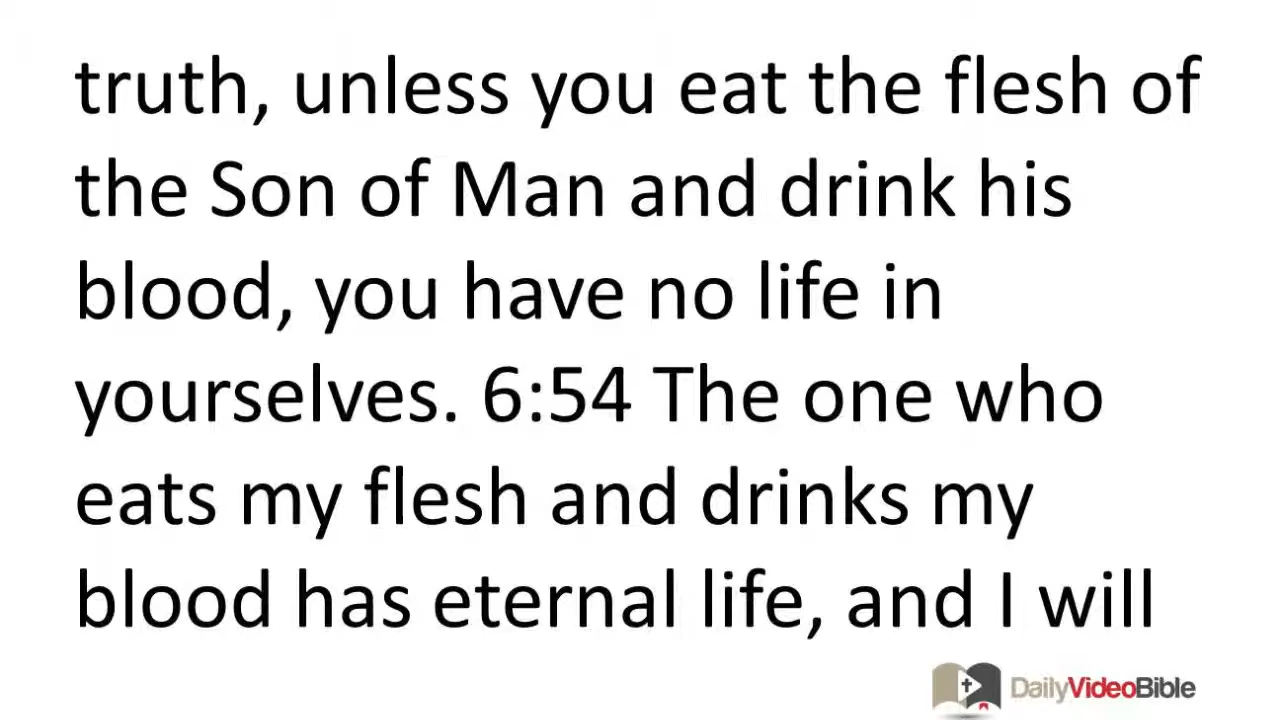 truth, unless you eat the flesh of
the Son of Man and drink his
blood, you have no life in
yourselves. 6:54 The one who
eats my flesh and drinks my
blood has eternal life, and I will
DailyVideoBible